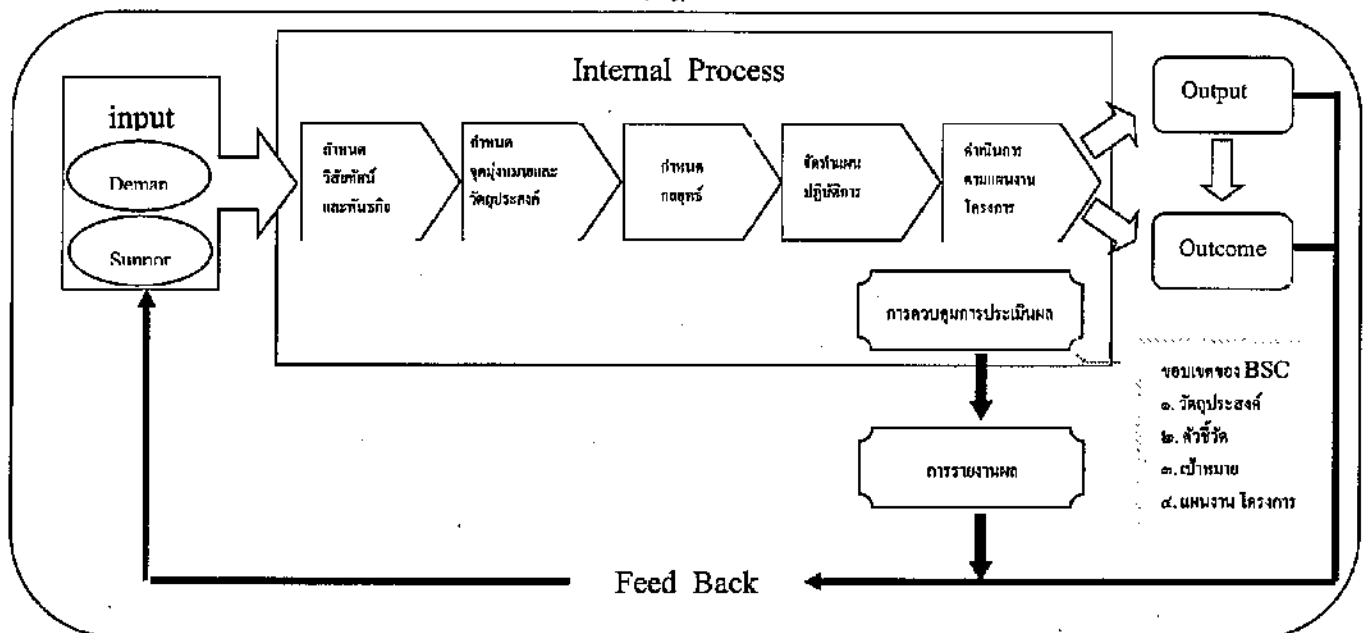 Internal Process
input
Deman
Suppor
กำหนด
วิสัยทัศน์
และพันธกิจ
กำหนด
จุดมุ่งหมายและ
วัตถุประสงค์
กำหนด
กลยุทธ์
จัดทำแผน
ปฏิบัติการ
ดำเนินการ
ตามแผนงาน
โครงการ
Output
Outcome
การควบคุมการประเมินผล
การรายงานผล
ขอบเขตของ BSC
๑. วัตถุประสงค์
๒. ตัวชี้วัด
๓. เป้าหมาย
๔. แผนงาน โครงการ
Feed Back